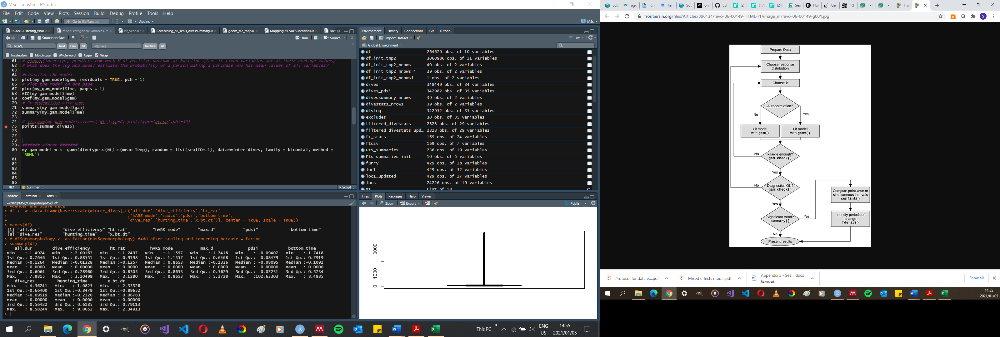 MSc - master - RStudio
File Edit Code View Plots Session Build Debug Profile Tools Help
Go to file/function Addins MSc
PCA&Clustering_final.R model categorical variables.R* vif_Sean.R* Combining_all_seals_divessummary.R geom_tile_map.R Mapping all SAFS locations.R Div
Source on Save Run Source
REML Next Prev All Replace Replace All
In selection Match case Whole word Regex Wrap
61 # plogis(intercept) predicts how much % of positive outcome at baseline (i.e. if fixed variables are at their average values)
62 # What does the log_mod model estimate the probability of a person making a purchase who has mean values of all variables?
63
64 #visualize the model
65 plot(my_gam_model$gam, residuals = TRUE, pch = 1)
66 # Plot the model on one page
67 plot(my_gam_model$lme, pages = 1)
68 AIC(my_gam_model$lme)
69 coef(my_gam_model$gam)
70 # 2D modewlling with gams
71 summary(my_gam_model$gam)
72 summary(my_gam_model$lme)
73
74 # vis.gam(my_gam_model,view=c('Nt'),se=2, plot.type='persp',phi=55)
75 points(summer_dives$)
76
77
78
79 ####### Winter #######
80 my_gam_model_w <- gamm(divetype~s(Nt)+s(mean_Temp), random = list(sealID=~1), data=winter_dives, family = binomial, method =
'REML')
81
82
83
84
85
86
78:1 Summer R Script
Console Terminal Jobs
~/2020/MSc/Computing/MSc/
> #Center and scale data
> df <- as.data.frame(base::scale(winter_dives[,c('all.dur','dive_efficiency','ht_rat'
+ ,'hARS_mode','max.d','pdsi','bottom_time',
+ 'dive_res','hunting_time','X.bt.dt')], center = TRUE, scale = TRUE))
> names(df)
[1] "all.dur" "dive_efficiency" "ht_rat" "hARS_mode" "max.d" "pdsi" "bottom_time"
[8] "dive_res" "hunting_time" "X.bt.dt"
> # df$geomorphology <- as.factor(ras$geomorphology) #Add after scaling and centering because = factor
> summary(df)
all.dur dive_efficiency ht_rat hARS_mode max.d pdsi bottom_time
Min. :-1.4974 Min. :-2.00163 Min. :-1.2497 Min. :-1.1557 Min. :-1.7418 Min. : -0.09407 Min. :-1.7418
1st Qu.:-0.7646 1st Qu.:-0.88551 1st Qu.:-0.9198 1st Qu.:-1.1557 1st Qu.:-0.6468 1st Qu.: -0.08479 1st Qu.:-0.7919
Median :-0.1264 Median :-0.01328 Median :-0.1257 Median : 0.8653 Median :-0.1336 Median : -0.08095 Median :-0.1092
Mean : 0.0000 Mean : 0.00000 Mean : 0.0000 Mean : 0.0000 Mean : 0.0000 Mean : 0.00000 Mean : 0.0000
3rd Qu.: 0.6064 3rd Qu.: 0.78960 3rd Qu.: 0.8305 3rd Qu.: 0.8653 3rd Qu.: 0.5679 3rd Qu.: -0.07231 3rd Qu.: 0.5734
Max. : 7.9815 Max. : 3.20499 Max. : 3.1280 Max. : 0.8653 Max. : 5.2728 Max. :102.63303 Max. : 8.4985
dive_res hunting_time X.bt.dt
Min. :-4.36241 Min. :-1.0825 Min. :-2.33528
1st Qu.:-0.66400 1st Qu.:-0.8479 1st Qu.:-0.89652
Median :-0.09519 Median :-0.2320 Median : 0.06783
Mean : 0.00000 Mean : 0.0000 Mean : 0.00000
3rd Qu.: 0.56422 3rd Qu.: 0.6185 3rd Qu.: 0.79113
Max. : 8.58244 Max. : 9.0651 Max. : 2.34913
>
Environment History Connections Git Tutorial
Import Dataset List
Global Environment
df 264670 obs. of 10 variables
df_init_tmp2 3060986 obs. of 21 variables
df_init_tmp2_nrows 40 obs. of 2 variables
df_init_tmp2_nrows_4 39 obs. of 2 variables
df_init_tmp2_nrowsi 1 obs. of 2 variables
dives 348449 obs. of 34 variables
dives_pdsi 342982 obs. of 35 variables
divessummary_nrows 39 obs. of 2 variables
divestats_nrows 39 obs. of 2 variables
diving 342952 obs. of 35 variables
excludes 30 obs. of 35 variables
filtered_divestats 2828 obs. of 29 variables
filtered_divestats_upd… 2828 obs. of 29 variables
ft_stats 169 obs. of 24 variables
ftcsv 169 obs. of 7 variables
Fts_summaries 236 obs. of 19 variables
Fts_summaries_init 10 obs. of 5 variables
furry 429 obs. of 18 variables
loc1 429 obs. of 32 variables
loc1_updated 429 obs. of 17 variables
locs 24226 obs. of 19 variables
M1 List of 18
Files Plots Packages Help Viewer
Zoom Export Publish
0 1000 3000
This PC ENG US 14:55 2021/01/05
Edd agu Rin lian Sub onl Sch (21) (17) (21) Sea Hor Gar [R] r - r - Fro
frontiersin.org/files/Articles/396134/fevo-06-00149-HTML-r1/image_m/fevo-06-00149-g001.jpg
Prepare Data
Choose response
distribution
Choose k
Autocorrelation?
No Yes
Fit model
with gam()
Fit model
with gamm()
No
k large enough?
gam.check()
Yes
No
Diagnostics OK?
gam.check()
Yes
Significant trend?
summary()
Yes
No
Present results
Compute point-wise or
simultaneous intervals
confint()
Identify periods of
change
fderiv()
Protocol for data e....pdf Mixed effects mod....pdf Appendix 5 - Sea....docx
Removed
Show all
14:55
2021/01/05